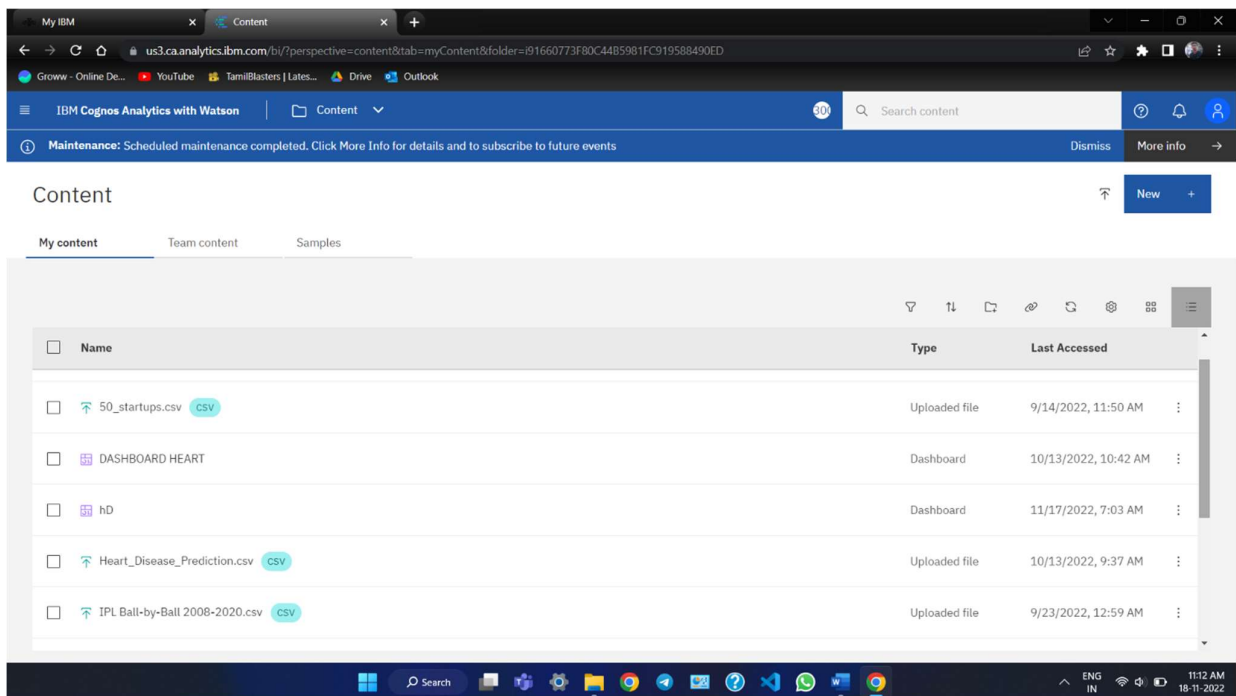 My IBM
Content
us3.ca.analytics.ibm.com/bi/?perspective=content&tab=myContent&folder=i91660773F80C44B5981FC919588490ED
Groww - Online De... YouTube TamilBlasters | Lates... Drive Outlook
IBM Cognos Analytics with Watson Content 300 Search content
Maintenance: Scheduled maintenance completed. Click More Info for details and to subscribe to future events Dismiss More info
Content New +
My content Team content Samples
Name Type Last Accessed
50_startups.csv CSV Uploaded file 9/14/2022, 11:50 AM
DASHBOARD HEART Dashboard 10/13/2022, 10:42 AM
hD Dashboard 11/17/2022, 7:03 AM
Heart_Disease_Prediction.csv CSV Uploaded file 10/13/2022, 9:37 AM
IPL Ball-by-Ball 2008-2020.csv CSV Uploaded file 9/23/2022, 12:59 AM
Search ENG 11:12 AM
IN 18-11-2022